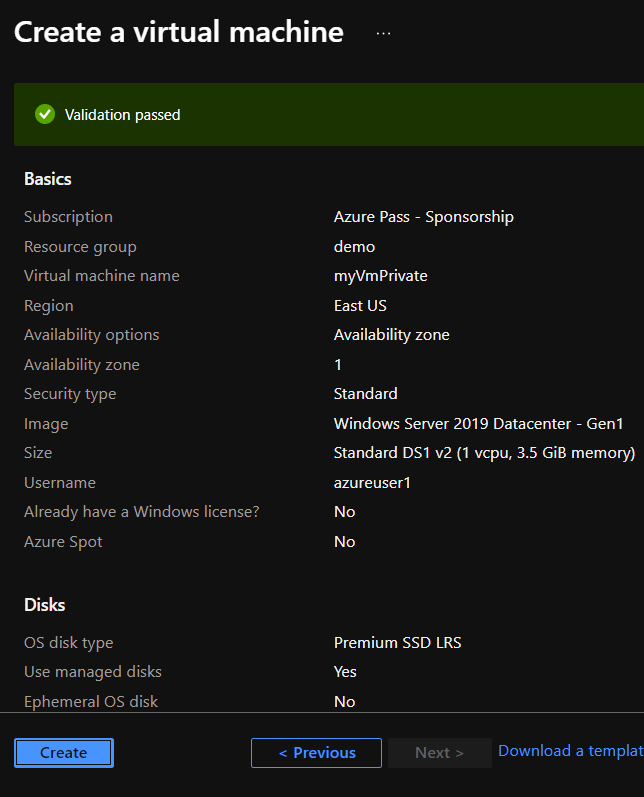 Create a virtual machine ...
Validation passed
Basics
Subscription Azure Pass - Sponsorship
Resource group demo
Virtual machine name myVmPrivate
Region East US
Availability options Availability zone
Availability zone 1
Security type Standard
Image Windows Server 2019 Datacenter - Gen1
Size Standard DS1 v2 (1 vcpu, 3.5 GiB memory)
Username azureuser1
Already have a Windows license? No
Azure Spot No
Disks
OS disk type Premium SSD LRS
Use managed disks Yes
Ephemeral OS disk No
Create < Previous Next > Download a templat